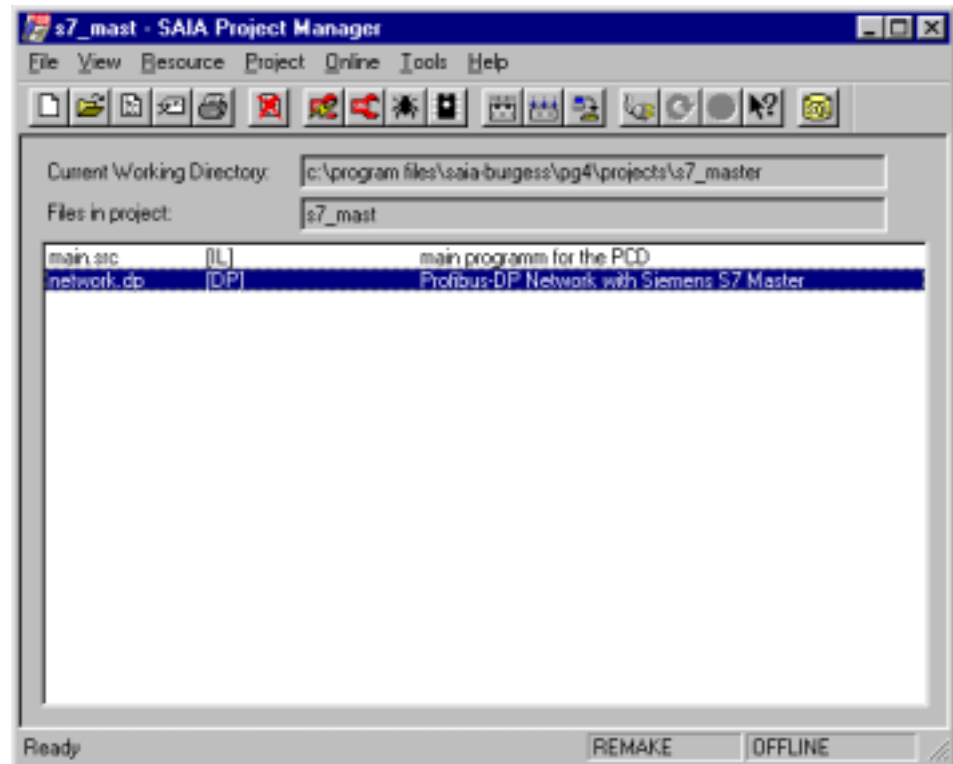 s7_mast - SAIA Project Manager
File View Resource Project Online Tools Help
Current Working Directory: c:\program files\saia-burgess\pg4\projects\s7_master
Files in project: s7_mast
main.src [IL] main programm for the PCD
network.dp [DP] Profibus-DP Network with Siemens S7 Master
Ready REMAKE OFFLINE